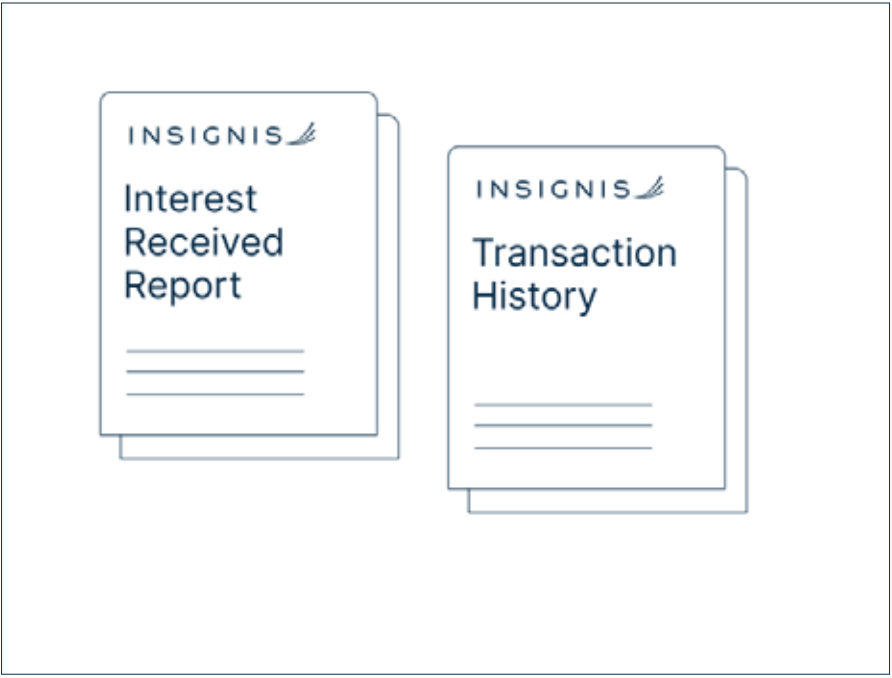 INSIGNIS
Interest
Received
Report
INSIGNIS
Transaction
History